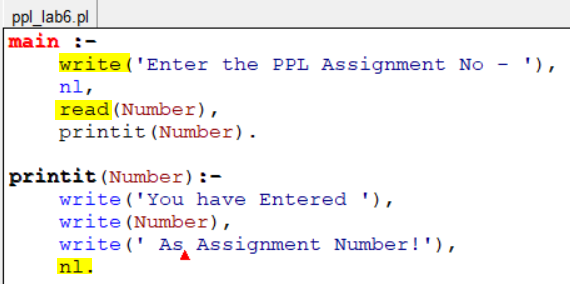 ppl_lab6.pl
main :-
write('Enter the PPL Assignment No - '),
nl,
read(Number),
printit(Number).
printit(Number):-
write('You have Entered '),
write(Number),
write(' As Assignment Number!'),
nl.